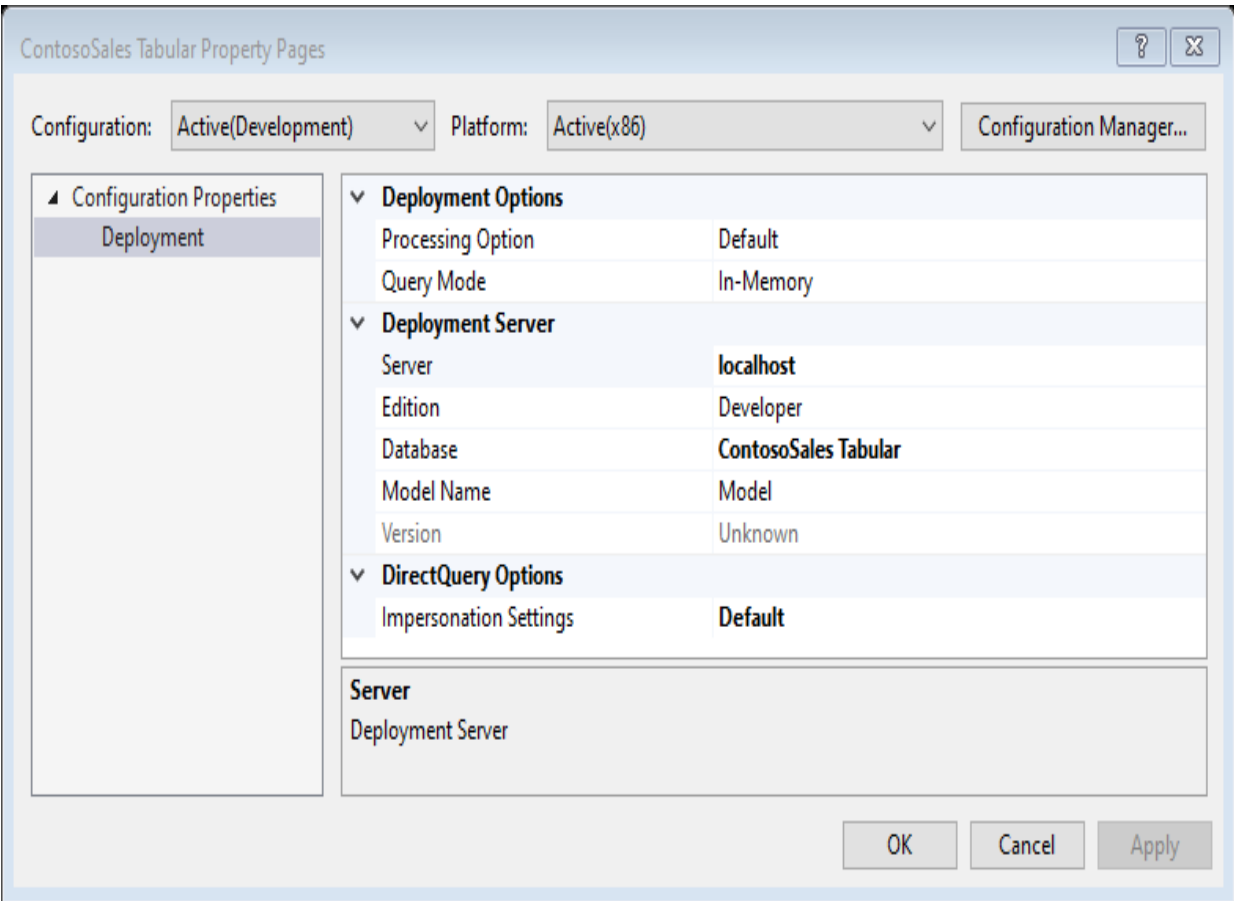 ContosoSales Tabular Property Pages
Configuration: Active(Development) Platform: Active(x86) Configuration Manager...
Configuration Properties
Deployment
Deployment Options
Processing Option Default
Query Mode In-Memory
Deployment Server
Server localhost
Edition Developer
Database ContosoSales Tabular
Model Name Model
Version Unknown
DirectQuery Options
Impersonation Settings Default
Server
Deployment Server
OK Cancel Apply